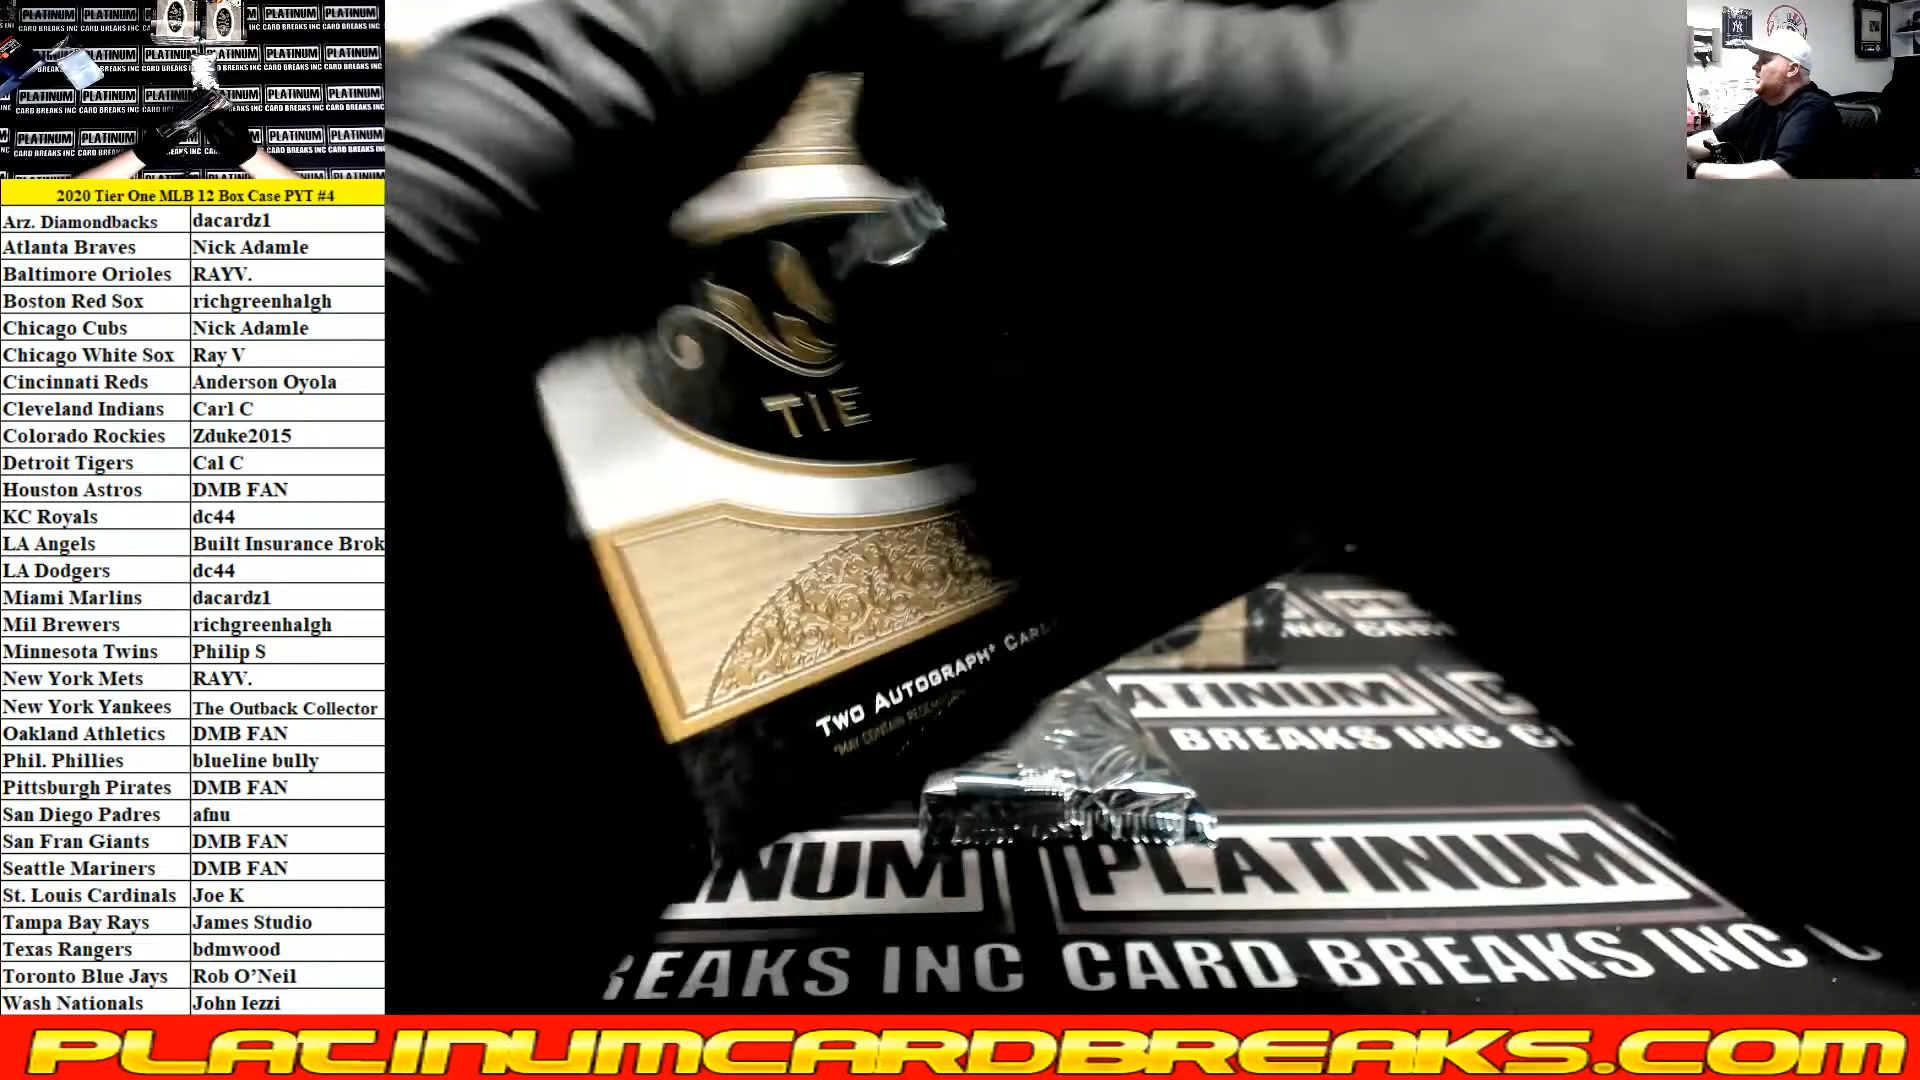 2020 Tier One MLB 12 Box Case PYT #4
Arz. Diamondbacks dacardz1
Atlanta Braves Nick Adamle
Baltimore Orioles RAYV.
Boston Red Sox richgreenhalgh
Chicago Cubs Nick Adamle
Chicago White Sox Ray V
Cincinnati Reds Anderson Oyola
Cleveland Indians Carl C
Colorado Rockies Zduke2015
Detroit Tigers Cal C
Houston Astros DMB FAN
KC Royals dc44
LA Angels Built Insurance Brok
LA Dodgers dc44
Miami Marlins dacardz1
Mil Brewers richgreenhalgh
Minnesota Twins Philip S
New York Mets RAYV.
New York Yankees The Outback Collector
Oakland Athletics DMB FAN
Phil. Phillies blueline bully
Pittsburgh Pirates DMB FAN
San Diego Padres afnu
San Fran Giants DMB FAN
Seattle Mariners DMB FAN
St. Louis Cardinals Joe K
Tampa Bay Rays James Studio
Texas Rangers bdmwood
Toronto Blue Jays Rob O’Neil
Wash Nationals John Iezzi
TIE
TWO AUTOGRAPH* CARD
*MAY CONTAIN
ATINUM
BREAKS INC
NUM PLATINUM
EAKS INC CARD BREAKS INC
PLATINUMCARDBREAKS.COM